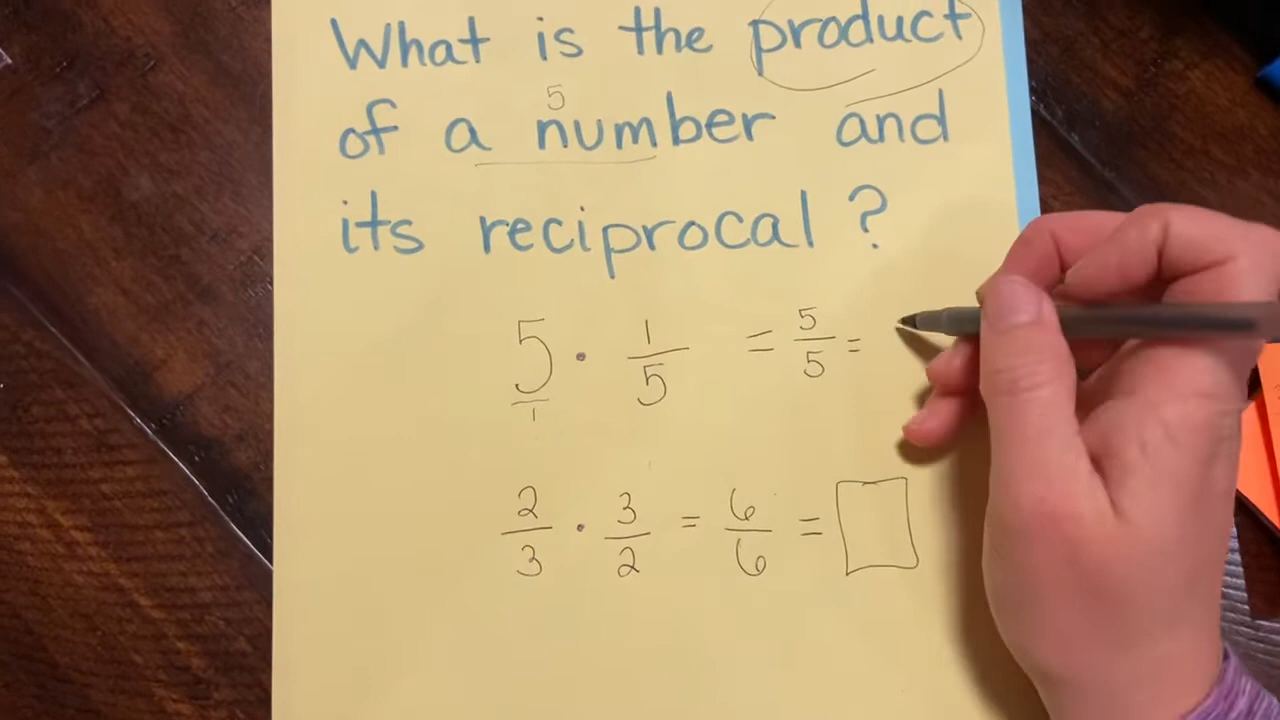 What is the product
5
of a number and
its reciprocal ?
5/1 · 1/5 = 5/5 =
2/3 · 3/2 = 6/6 =